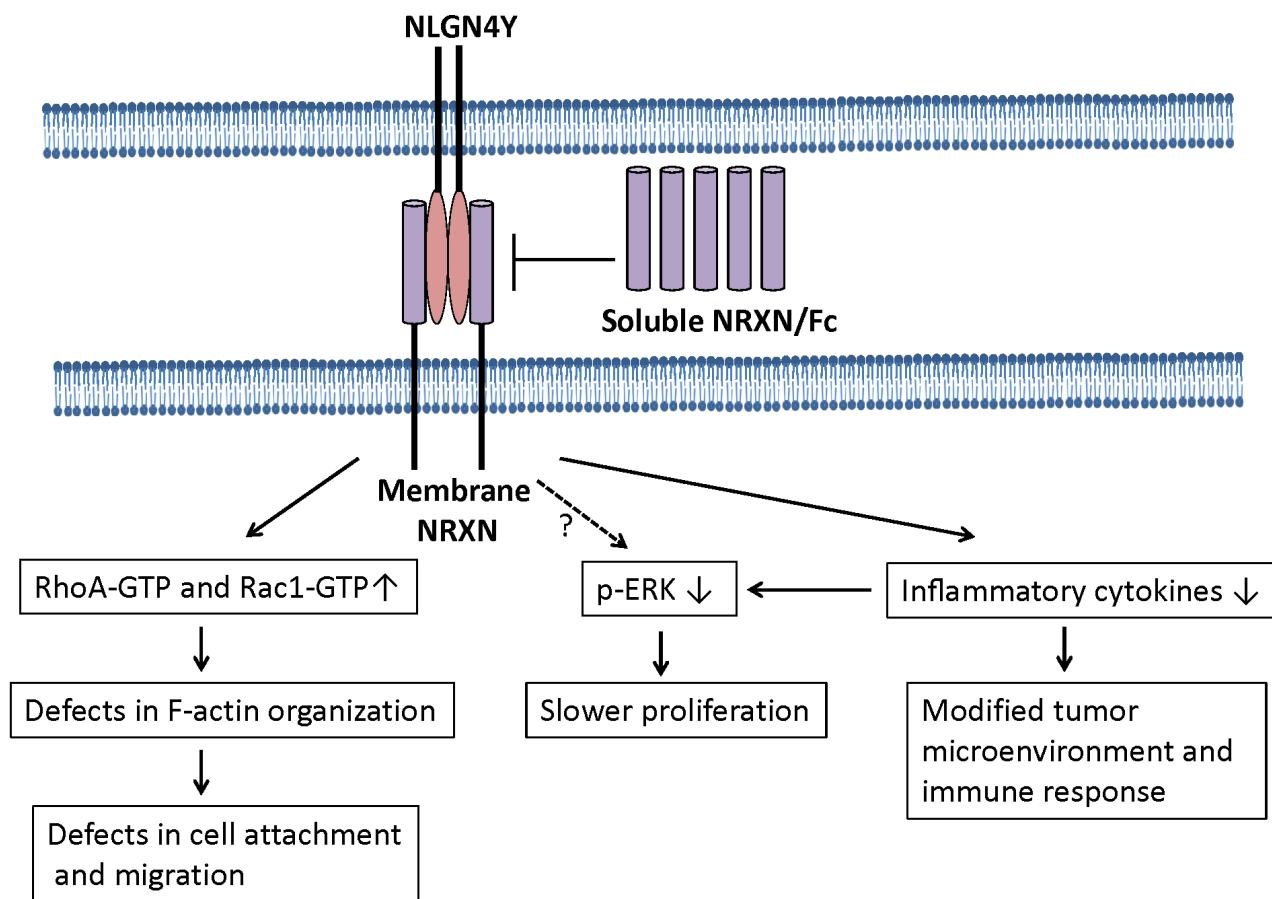 NLGN4Y
Soluble NRXN/Fc
Membrane
NRXN
?
RhoA-GTP and Rac1-GTP ↑
p-ERK ↓
Inflammatory cytokines ↓
Defects in F-actin organization
Slower proliferation
Modified tumor
microenvironment and
immune response
Defects in cell attachment
and migration